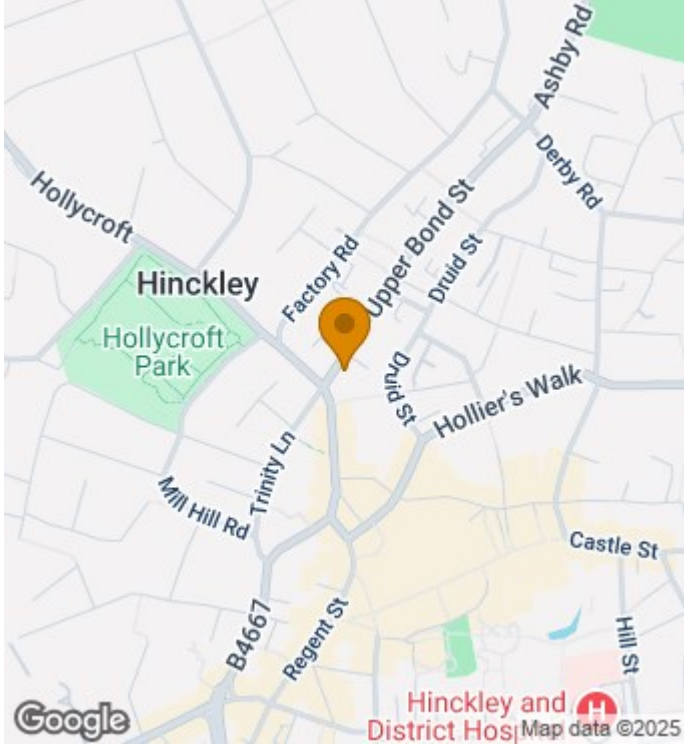 Ashby Rd
Derby Rd
Hollycroft
Upper Bond St
Druid St
Factory Rd
Hinckley
Hollycroft
Park
Druid St
Hollier's Walk
Trinity Ln
Mill Hill Rd
Castle St
B4667
Regent St
Hill St
Hinckley and
District Hosp
H
Google
Map data ©2025